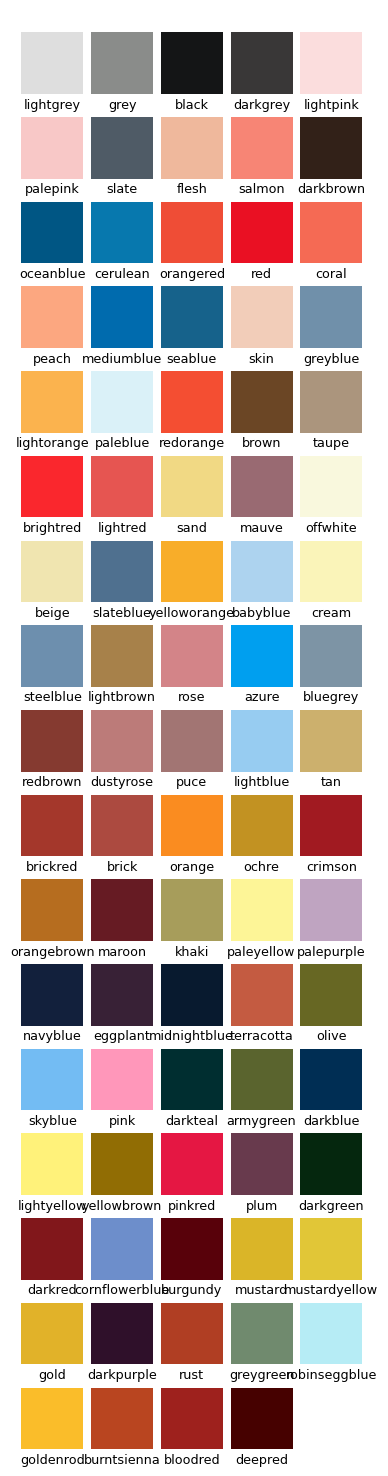 lightgrey grey black darkgrey lightpink
palepink slate flesh salmon darkbrown
oceanblue cerulean orangered red coral
peach mediumblue seablue skin greyblue
lightorange paleblue redorange brown taupe
brightred lightred sand mauve offwhite
beige slateblue yelloworange babyblue cream
steelblue lightbrown rose azure bluegrey
redbrown dustyrose puce lightblue tan
brickred brick orange ochre crimson
orangebrown maroon khaki paleyellow palepurple
navyblue eggplant midnightblue terracotta olive
skyblue pink darkteal armygreen darkblue
lightyellow yellowbrown pinkred plum darkgreen
darkred cornflowerblue burgundy mustard mustardyellow
gold darkpurple rust greygreen robinseggblue
goldenrod burntsienna bloodred deepred